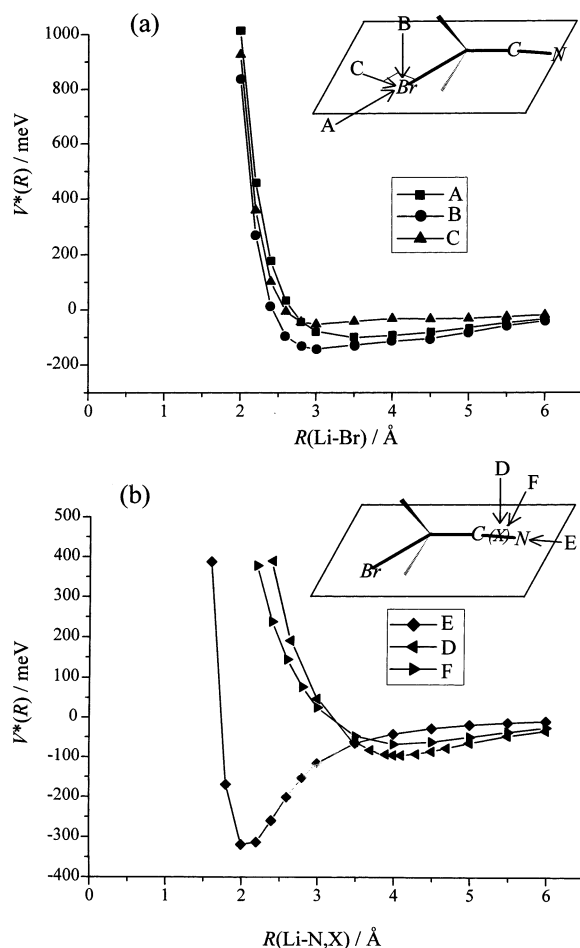 (a)
B
C
A
Br
C
N
1000
800
600
400
200
0
-200
V*(R) / meV
A
B
C
0 1 2 3 4 5 6
R(Li-Br) / Å
(b)
D
F
E
C (X) N
Br
500
400
300
200
100
0
-100
-200
-300
-400
V*(R) / meV
E
D
F
0 1 2 3 4 5 6
R(Li-N,X) / Å